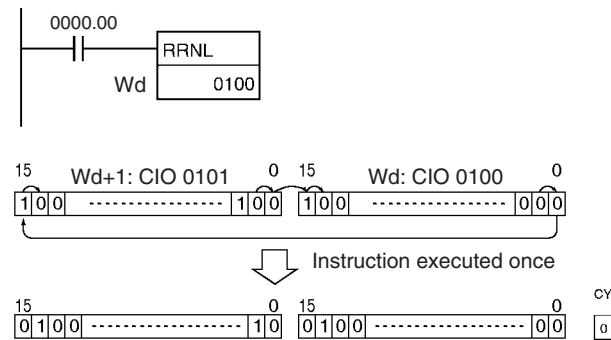 0000.00
RRNL
Wd 0100
15 Wd+1: CIO 0101 0 15 Wd: CIO 0100 0
1 0 0 1 0 0 1 0 0 0 0 0
Instruction executed once
15 0 15 0 CY
0 1 0 0 1 0 0 1 0 0 0 0 0